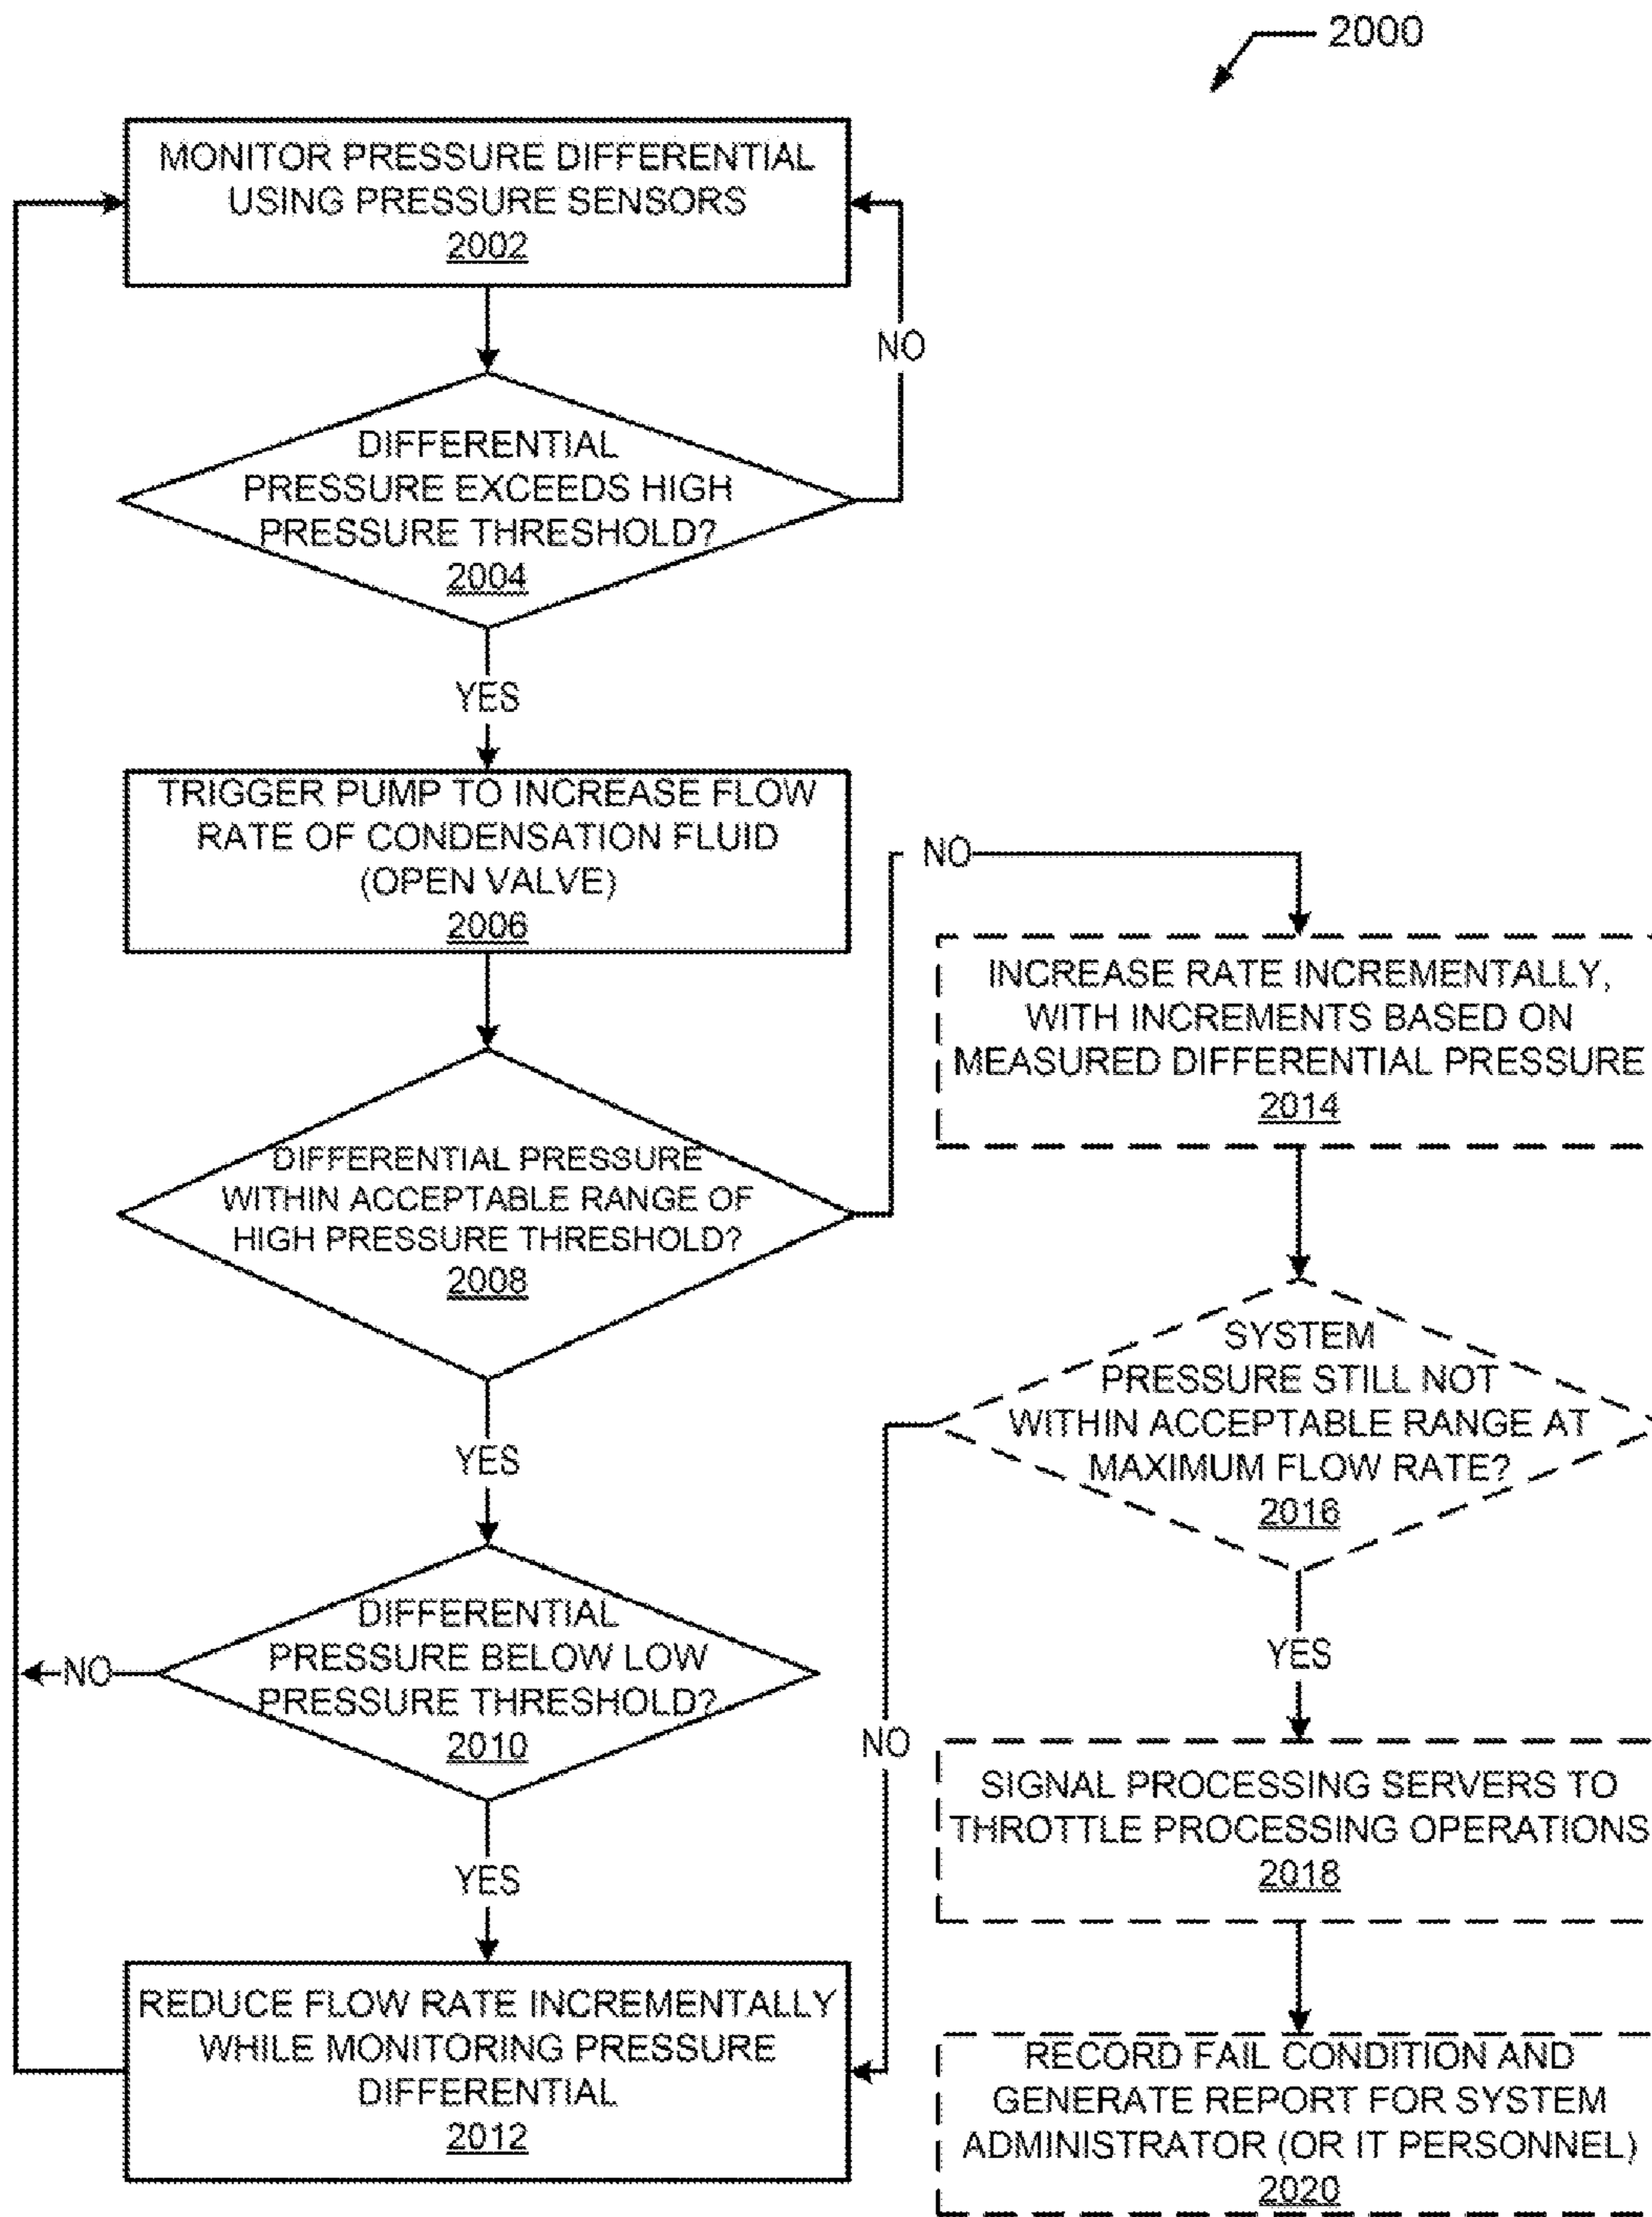 2000
MONITOR PRESSURE DIFFERENTIAL
USING PRESSURE SENSORS
2002
NO
DIFFERENTIAL
PRESSURE EXCEEDS HIGH
PRESSURE THRESHOLD?
2004
YES
TRIGGER PUMP TO INCREASE FLOW
RATE OF CONDENSATION FLUID
(OPEN VALVE)
2006
NO
DIFFERENTIAL PRESSURE
WITHIN ACCEPTABLE RANGE OF
HIGH PRESSURE THRESHOLD?
2008
YES
DIFFERENTIAL
PRESSURE BELOW LOW
PRESSURE THRESHOLD?
2010
NO
YES
REDUCE FLOW RATE INCREMENTALLY
WHILE MONITORING PRESSURE
DIFFERENTIAL
2012
INCREASE RATE INCREMENTALLY,
WITH INCREMENTS BASED ON
MEASURED DIFFERENTIAL PRESSURE
2014
SYSTEM
PRESSURE STILL NOT
WITHIN ACCEPTABLE RANGE AT
MAXIMUM FLOW RATE?
2016
NO
YES
SIGNAL PROCESSING SERVERS TO
THROTTLE PROCESSING OPERATIONS
2018
RECORD FAIL CONDITION AND
GENERATE REPORT FOR SYSTEM
ADMINISTRATOR (OR IT PERSONNEL)
2020